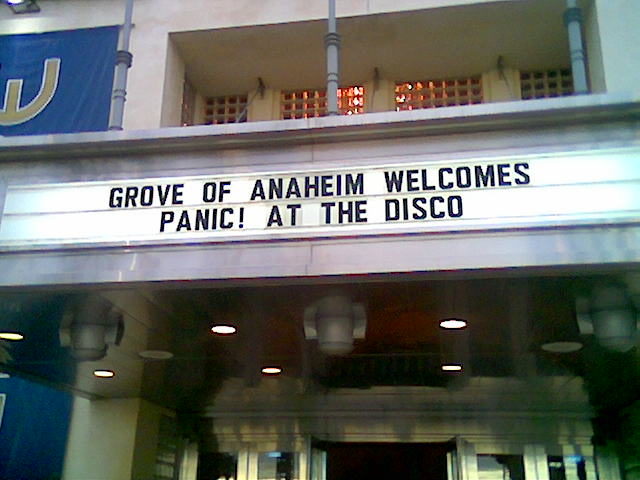 GROVE OF ANAHEIM WELCOMES
PANIC! AT THE DISCO